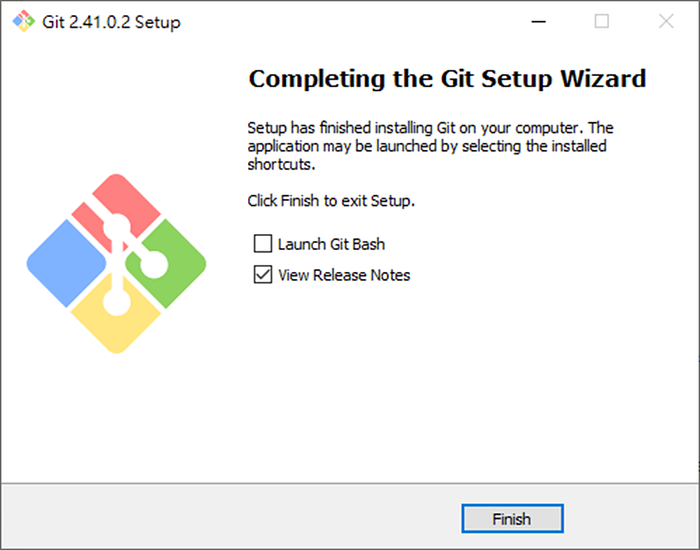 Git 2.41.0.2 Setup
Completing the Git Setup Wizard
Setup has finished installing Git on your computer. The
application may be launched by selecting the installed
shortcuts.
Click Finish to exit Setup.
Launch Git Bash
View Release Notes
Finish